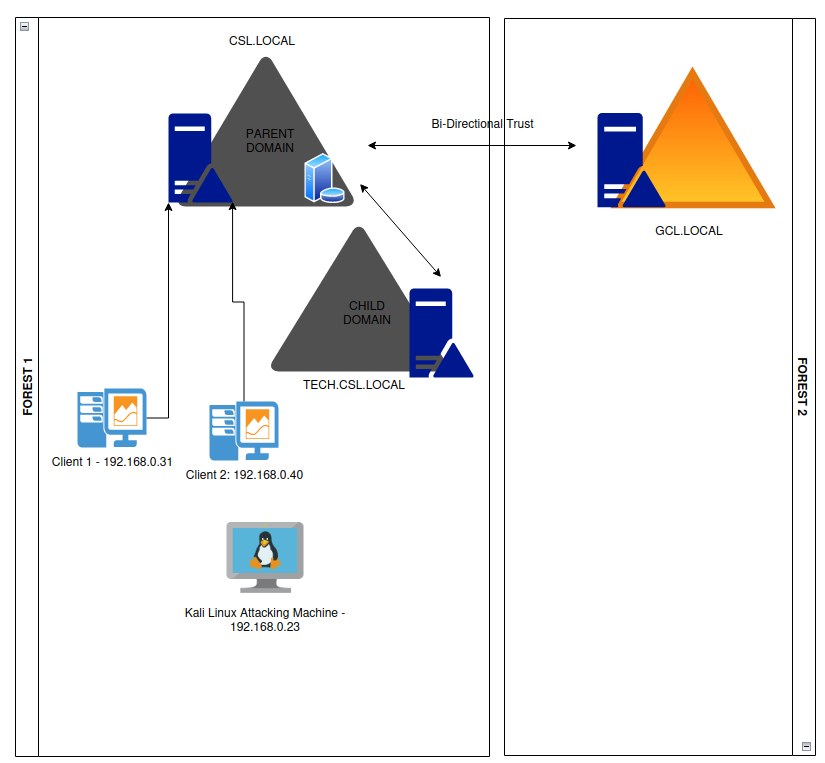 CSL.LOCAL
PARENT
DOMAIN
Bi-Directional Trust
GCL.LOCAL
CHILD
DOMAIN
TECH.CSL.LOCAL
FOREST 1
FOREST 2
Client 1 - 192.168.0.31
Client 2: 192.168.0.40
Kali Linux Attacking Machine -
192.168.0.23